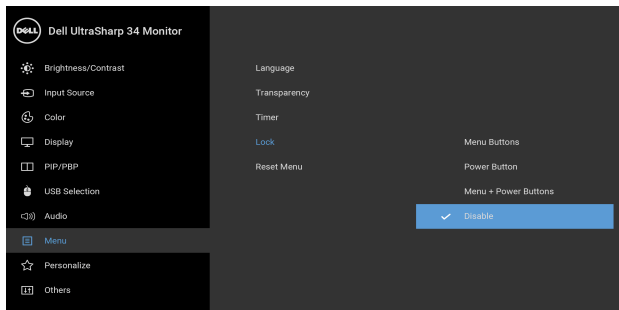 DELL Dell UltraSharp 34 Monitor
Brightness/Contrast
Input Source
Color
Display
PIP/PBP
USB Selection
Audio
Menu
Personalize
Others
Language
Transparency
Timer
Lock
Reset Menu
Menu Buttons
Power Button
Menu + Power Buttons
Disable